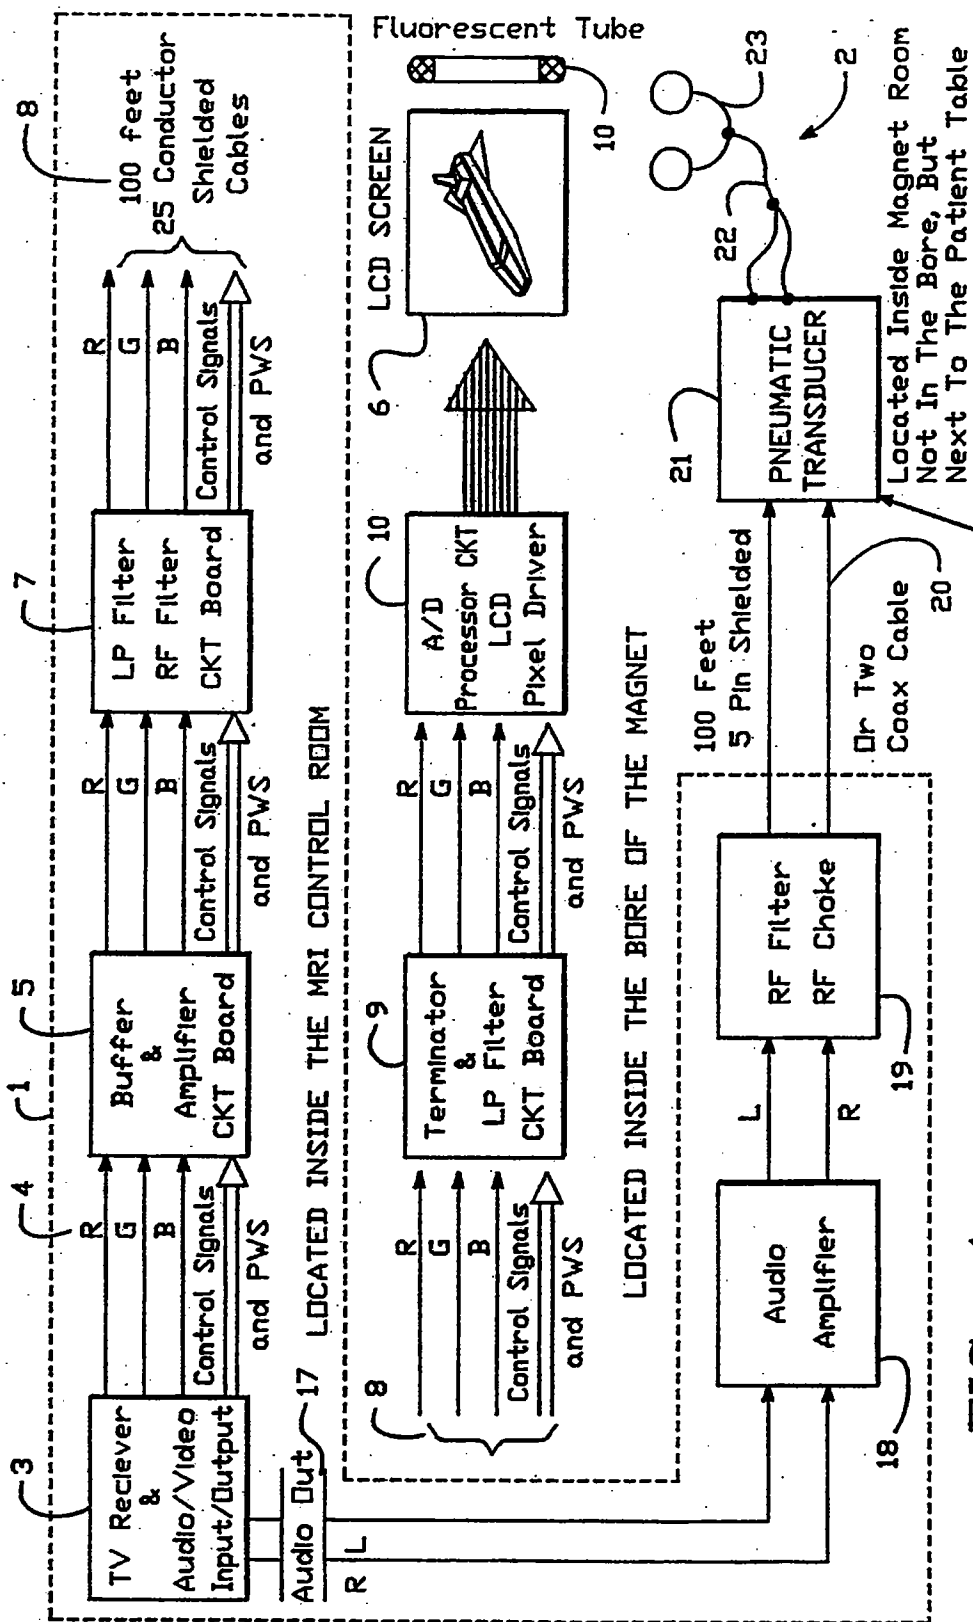 8
100 feet
25 Conductor
Shielded
Cables
R
G
B
Control Signals
and PWS
7
LP Filter
RF Filter
CKT Board
R
G
B
Control Signals
and PWS
5
1
Buffer
&
Amplifier
CKT Board
4
R
G
B
Control Signals
and PWS
3
TV Reciever
&
Audio/Video
Input/Output
17
Audio Out
R L
LOCATED INSIDE THE MRI CONTROL ROOM
8
R
G
B
Control Signals
and PWS
9
Terminator
&
LP Filter
CKT Board
R
G
B
Control Signals
and PWS
10
A/D
Processor CKT
LCD
Pixel Driver
6
LCD SCREEN
Fluorescent Tube
10
LOCATED INSIDE THE BORE OF THE MAGNET
18
Audio
Amplifier
L
R
19
RF Filter
RF Choke
100 Feet
5 Pin Shielded
Or Two
Coax Cable
20
21
PNEUMATIC
TRANSDUCER
22
23
2
Located Inside Magnet Room
Not In The Bore, But
Next To The Patient Table